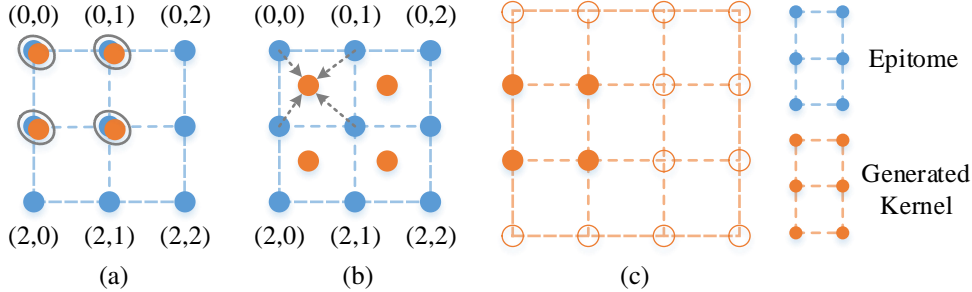 (0,0) (0,1) (0,2)
(0,0) (0,1) (0,2)
Epitome
Generated
Kernel
(2,0) (2,1) (2,2)
(2,0) (2,1) (2,2)
(a)
(b)
(c)